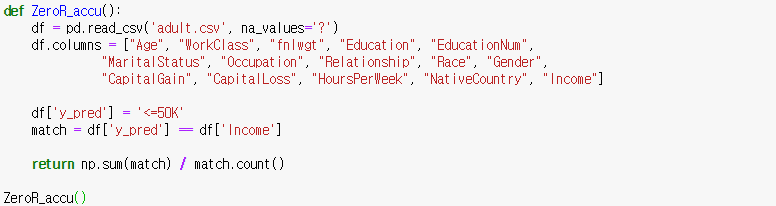 def ZeroR_accu():
    df = pd.read_csv('adult.csv', na_values='?')
    df.columns = ["Age", "WorkClass", "fnlwgt", "Education", "EducationNum",
            "MaritalStatus", "Occupation", "Relationship", "Race", "Gender",
            "CapitalGain", "CapitalLoss", "HoursPerWeek", "NativeCountry", "Income"]
    df['y_pred'] = '<=50K'
    match = df['y_pred'] == df['Income']
    return np.sum(match) / match.count()
ZeroR_accu()